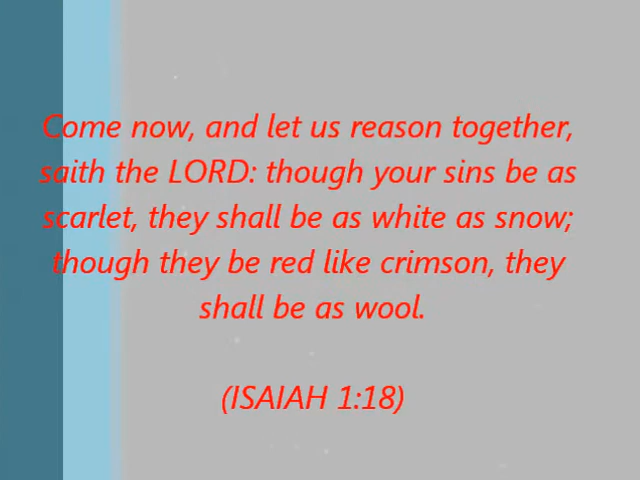 Come now, and let us reason together,
saith the LORD: though your sins be as
scarlet, they shall be as white as snow;
though they be red like crimson, they
shall be as wool.
(ISAIAH 1:18)